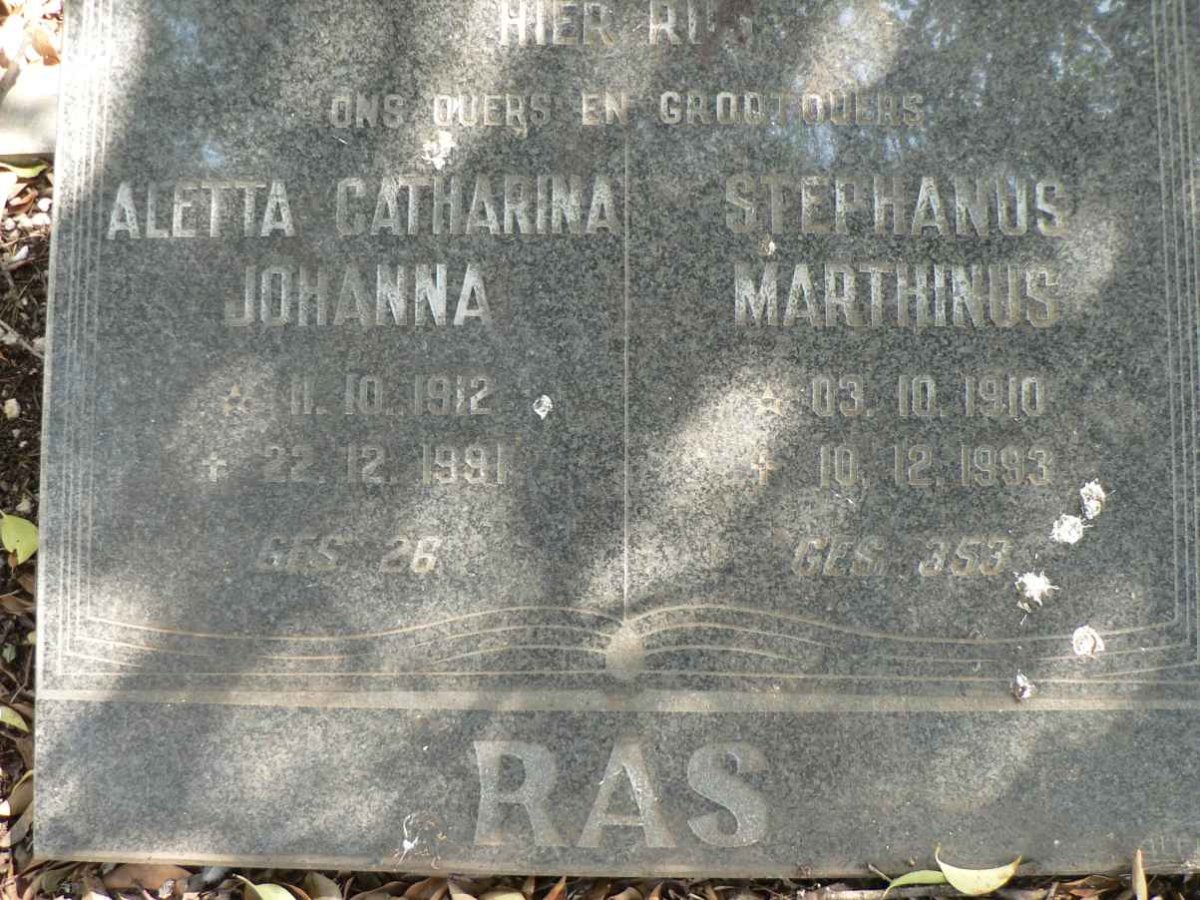 HIER RUS
ONS OUERS EN GROOTOUERS
ALETTA CATHARINA
JOHANNA
☆ 11. 10. 1912
✝ 22. 12. 1991
GES. 26
STEPHANUS
MARTHINUS
☆ 03. 10. 1910
✝ 10. 12. 1993
GES. 353
RAS